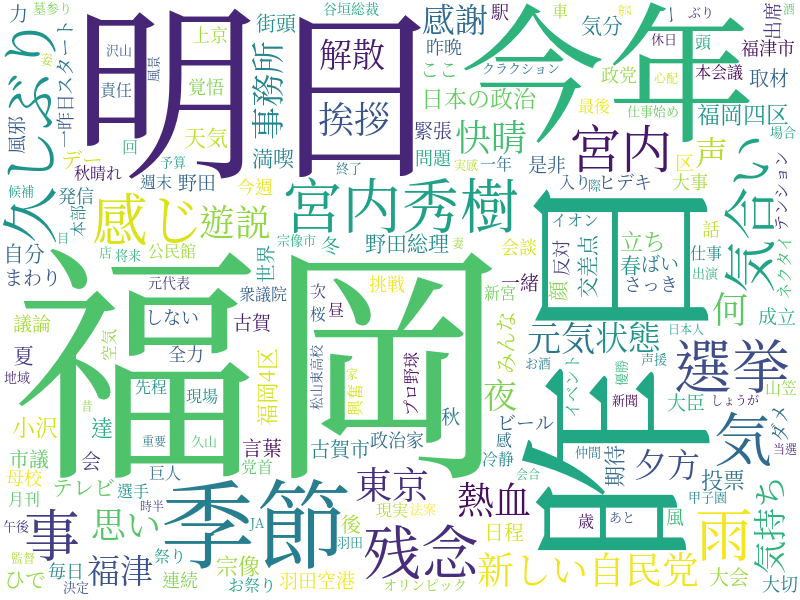 福岡
明日
今年
早田
季節
宮内秀樹
久しぶり
感じ
残念
選挙
気合い
気
雨
事
思い
東京
福津
遊説
挨拶
解散
事務所
快晴
宮内
感謝
熱血
新しい自民党
元気状態
気持ち
夕方
夜
何
声
福岡四区
日本の政治
野田総理
福岡4区
古賀市
羽田空港
街頭
上京
覚悟
天気
満喫
野田
力
墓参り
谷垣総裁
沢山
風景
責任
一昨日スタート
風邪
デー
回
予算
秋晴れ
週末
候補
発信
本部
今週
終了
自分
まわり
店
将来
公民館
目
世界
冬
元代表
衆議院
次
桜
昼
議論
しない
古賀
夏
空気
全力
地域
松山東高校
興奮
家
小沢
達
先程
現場
昔
市議
会
重要
久山
言葉
党首
巨人
母校
テレビ
選手
月刊
時半
午後
監督
祭り
JA
宗像
後
羽田
ひで
毎日
決定
連続
お祭り
昨晩
駅
車
ぶり
気分
頭
休日
酒
出席
福津市
ここ
クラクション
政党
心配
本会議
取材
最後
仕事始め
緊張
問題
一年
是非
区
場合
実感
入り
際
ヒデキ
大事
テンション
宗像市
妻
会談
イオン
反対
交差点
顔
立ち
春ばい
さっき
話
仕事
出演
ネクタイ
挑戦
一緒
新宮
みんな
成立
プロ野球
お酒
日本人
イベント
優勝
声援
新聞
大臣
しょうが
山笠
ダメ
秋
ビール
政治家
感
冷静
期待
仲間
投票
当選
会合
甲子園
現実
法案
日程
歳
あと
風
オリンピック
大会
大切